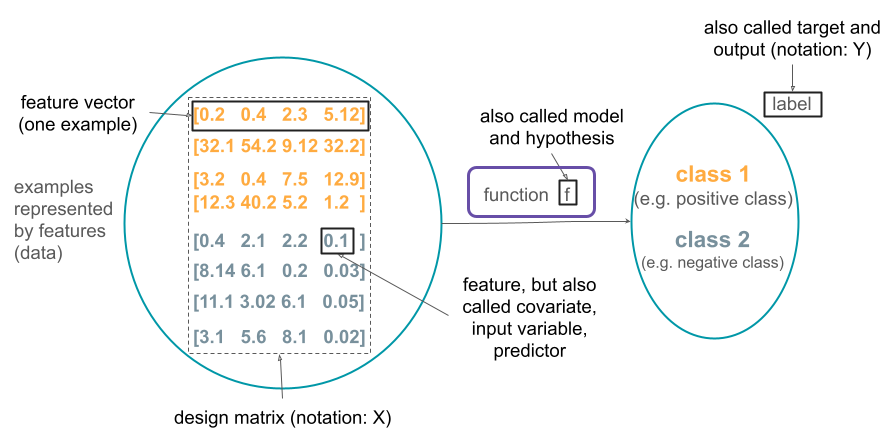 also called target and
output (notation: Y)
label
feature vector
(one example)
[0.2 0.4 2.3 5.12]
[32.1 54.2 9.12 32.2]
[3.2 0.4 7.5 12.9]
[12.3 40.2 5.2 1.2 ]
[0.4 2.1 2.2 0.1 ]
[8.14 6.1 0.2 0.03]
[11.1 3.02 6.1 0.05]
[3.1 5.6 8.1 0.02]
examples
represented
by features
(data)
also called model
and hypothesis
function f
class 1
(e.g. positive class)
class 2
(e.g. negative class)
feature, but also
called covariate,
input variable,
predictor
design matrix (notation: X)